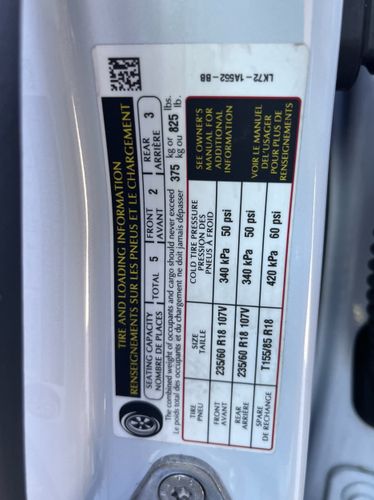 LK72-1A552-BB
TIRE AND LOADING INFORMATION
RENSEIGNEMENTS SUR LES PNEUS ET LE CHARGEMENT
SEATING CAPACITY TOTAL 5 FRONT 2 REAR 3
NOMBRE DE PLACES AVANT ARRIÈRE
The combined weight of occupants and cargo should never exceed 375 kg or 825 lbs.
Le poids total des occupants et du chargement ne doit jamais dépasser kg ou lb.
TIRE SIZE COLD TIRE PRESSURE
PNEU TAILLE PRESSION DES
PNEUS À FROID
FRONT 235/60 R18 107V 340 kPa 50 psi
AVANT
REAR 235/60 R18 107V 340 kPa 50 psi
ARRIÈRE
SPARE T155/85 R18 420 kPa 60 psi
DE RECHANGE
SEE OWNER'S
MANUAL FOR
ADDITIONAL
INFORMATION
VOIR LE MANUEL
DE L'USAGER
POUR PLUS DE
RENSEIGNEMENTS